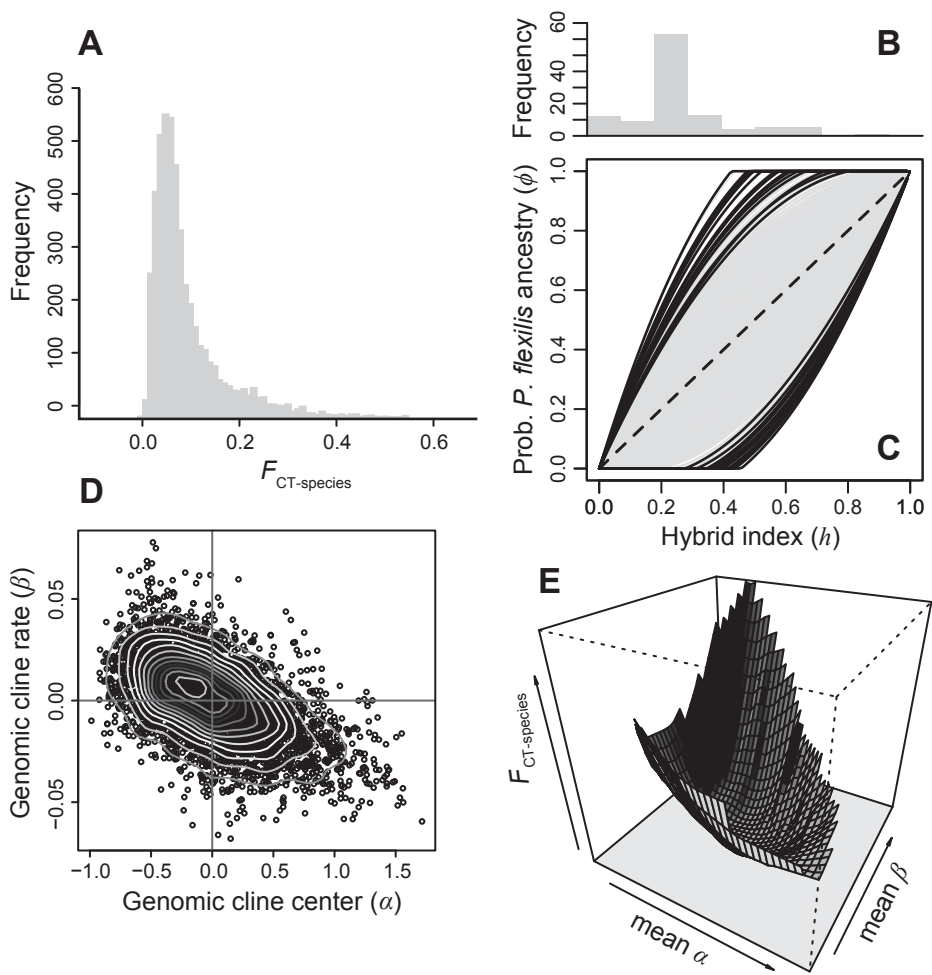 A
Frequency
600
500
400
300
200
100
0
0.0 0.2 0.4 0.6
F CT-species
B
Frequency
60
40
20
0
C
Prob. P. flexilis ancestry (ϕ)
1.0
0.8
0.6
0.4
0.2
0.0
0.0 0.2 0.4 0.6 0.8 1.0
Hybrid index (h)
D
Genomic cline rate (β)
0.05
0.00
−0.05
−1.0 −0.5 0.0 0.5 1.0 1.5
Genomic cline center (α)
E
F CT-species
mean α
mean β